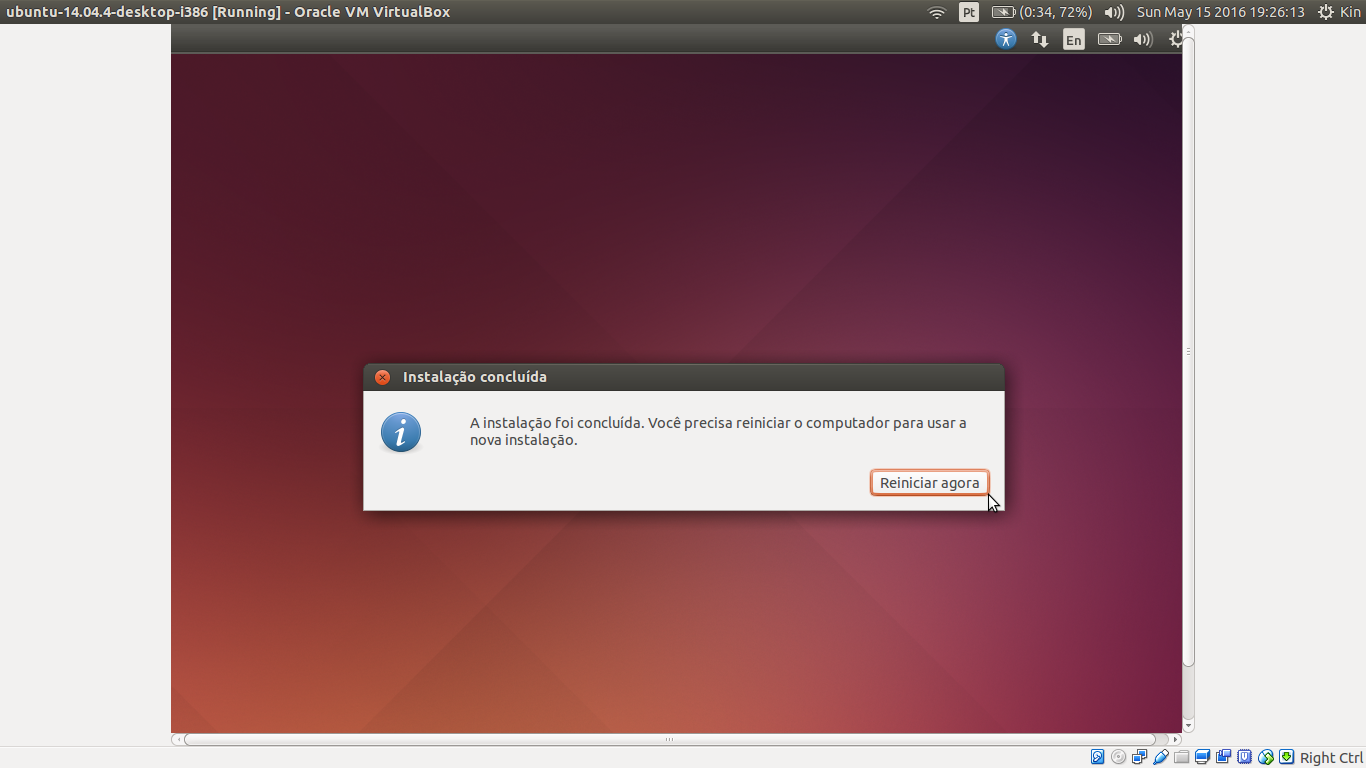 ubuntu-14.04.4-desktop-i386 [Running] - Oracle VM VirtualBox
Pt (0:34, 72%) Sun May 15 2016 19:26:13 Kin
En
Instalação concluída
A instalação foi concluída. Você precisa reiniciar o computador para usar a
nova instalação.
Reiniciar agora
Right Ctrl